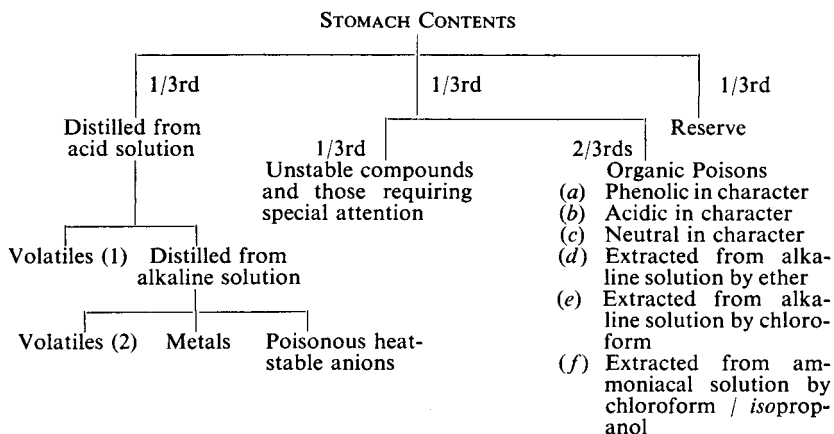 STOMACH CONTENTS
1/3rd
1/3rd
1/3rd
Distilled from
acid solution
Reserve
1/3rd
2/3rds
Unstable compounds
and those requiring
special attention
Organic Poisons
(a) Phenolic in character
(b) Acidic in character
(c) Neutral in character
(d) Extracted from alka-
line solution by ether
(e) Extracted from alka-
line solution by chloro-
form
(f) Extracted from am-
moniacal solution by
chloroform / isoprop-
anol
Volatiles (1)
Distilled from
alkaline solution
Volatiles (2)
Metals
Poisonous heat-
stable anions